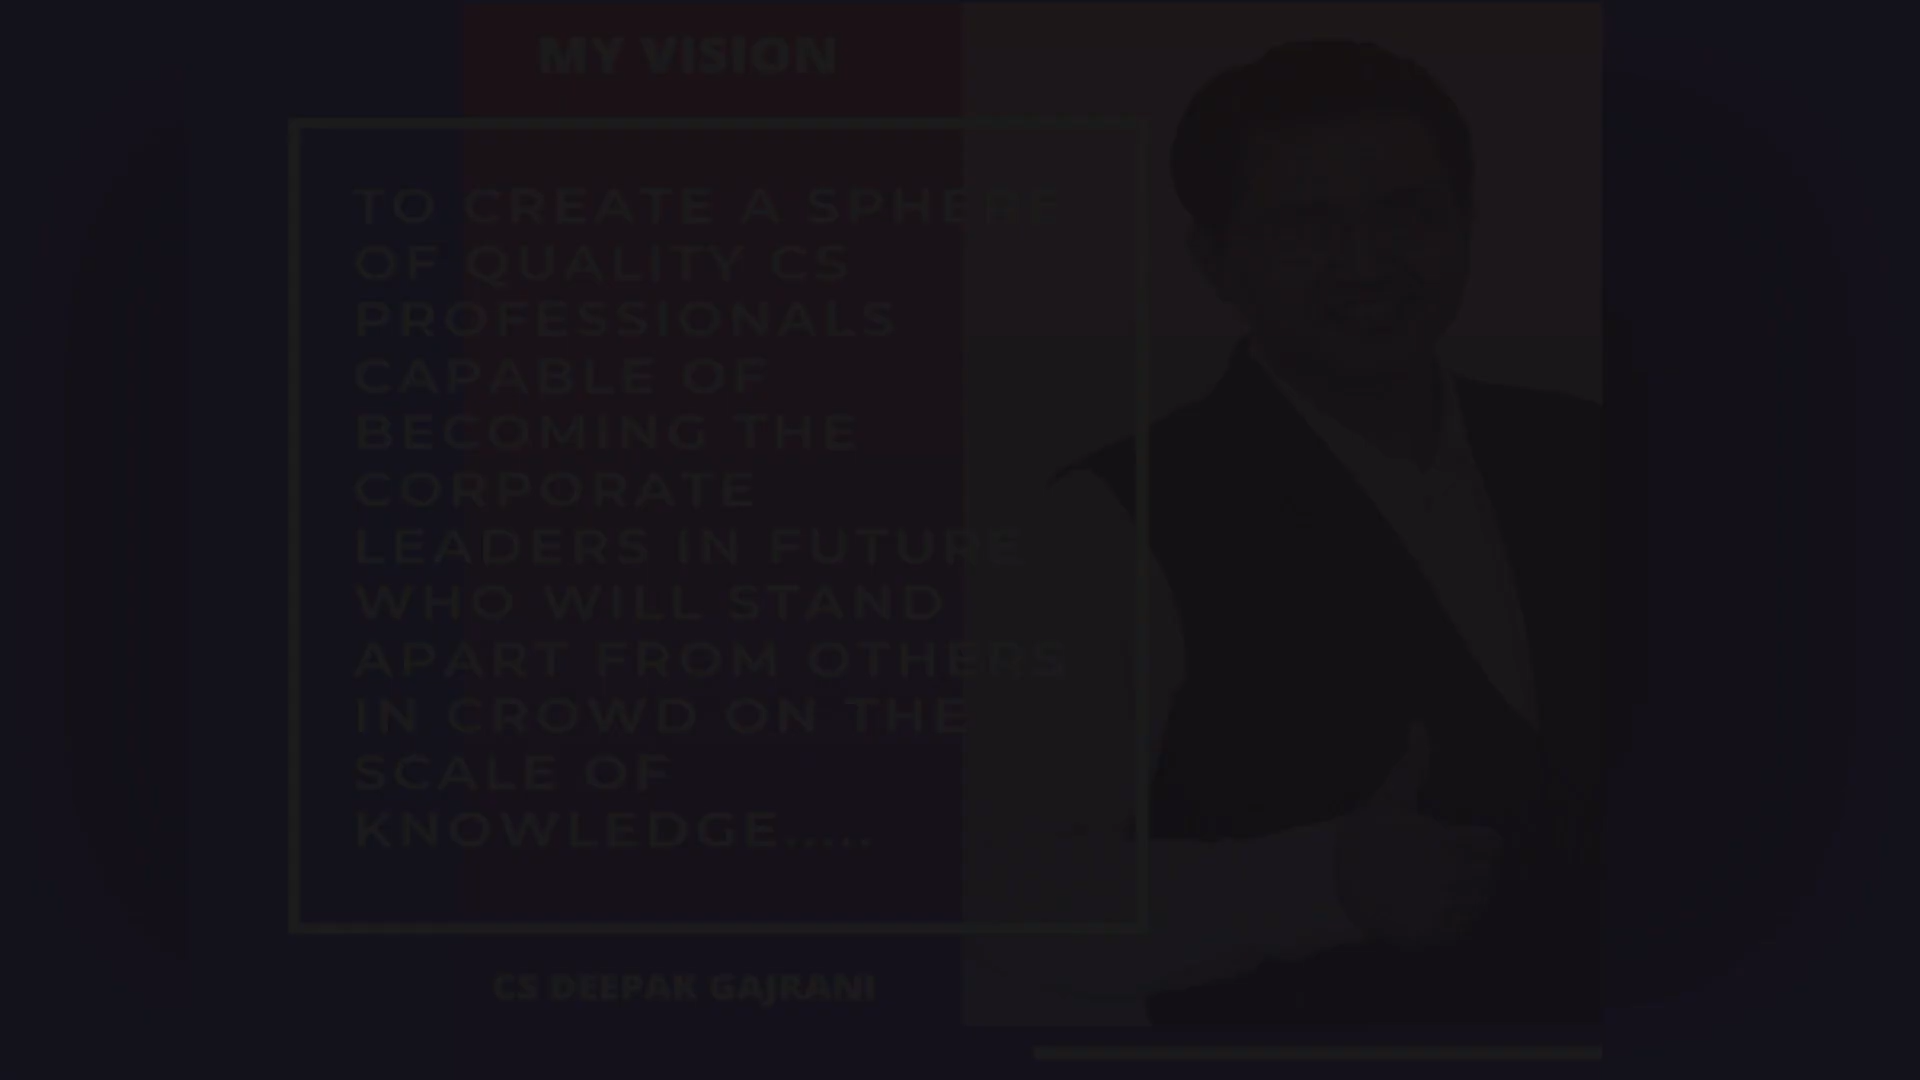 MY VISION
TO CREATE A SPHERE
OF QUALITY CS
PROFESSIONALS
CAPABLE OF
BECOMING THE
CORPORATE
LEADERS IN FUTURE
WHO WILL STAND
APART FROM OTHERS
IN CROWD ON THE
SCALE OF
KNOWLEDGE.....
CS DEEPAK GAJRANI